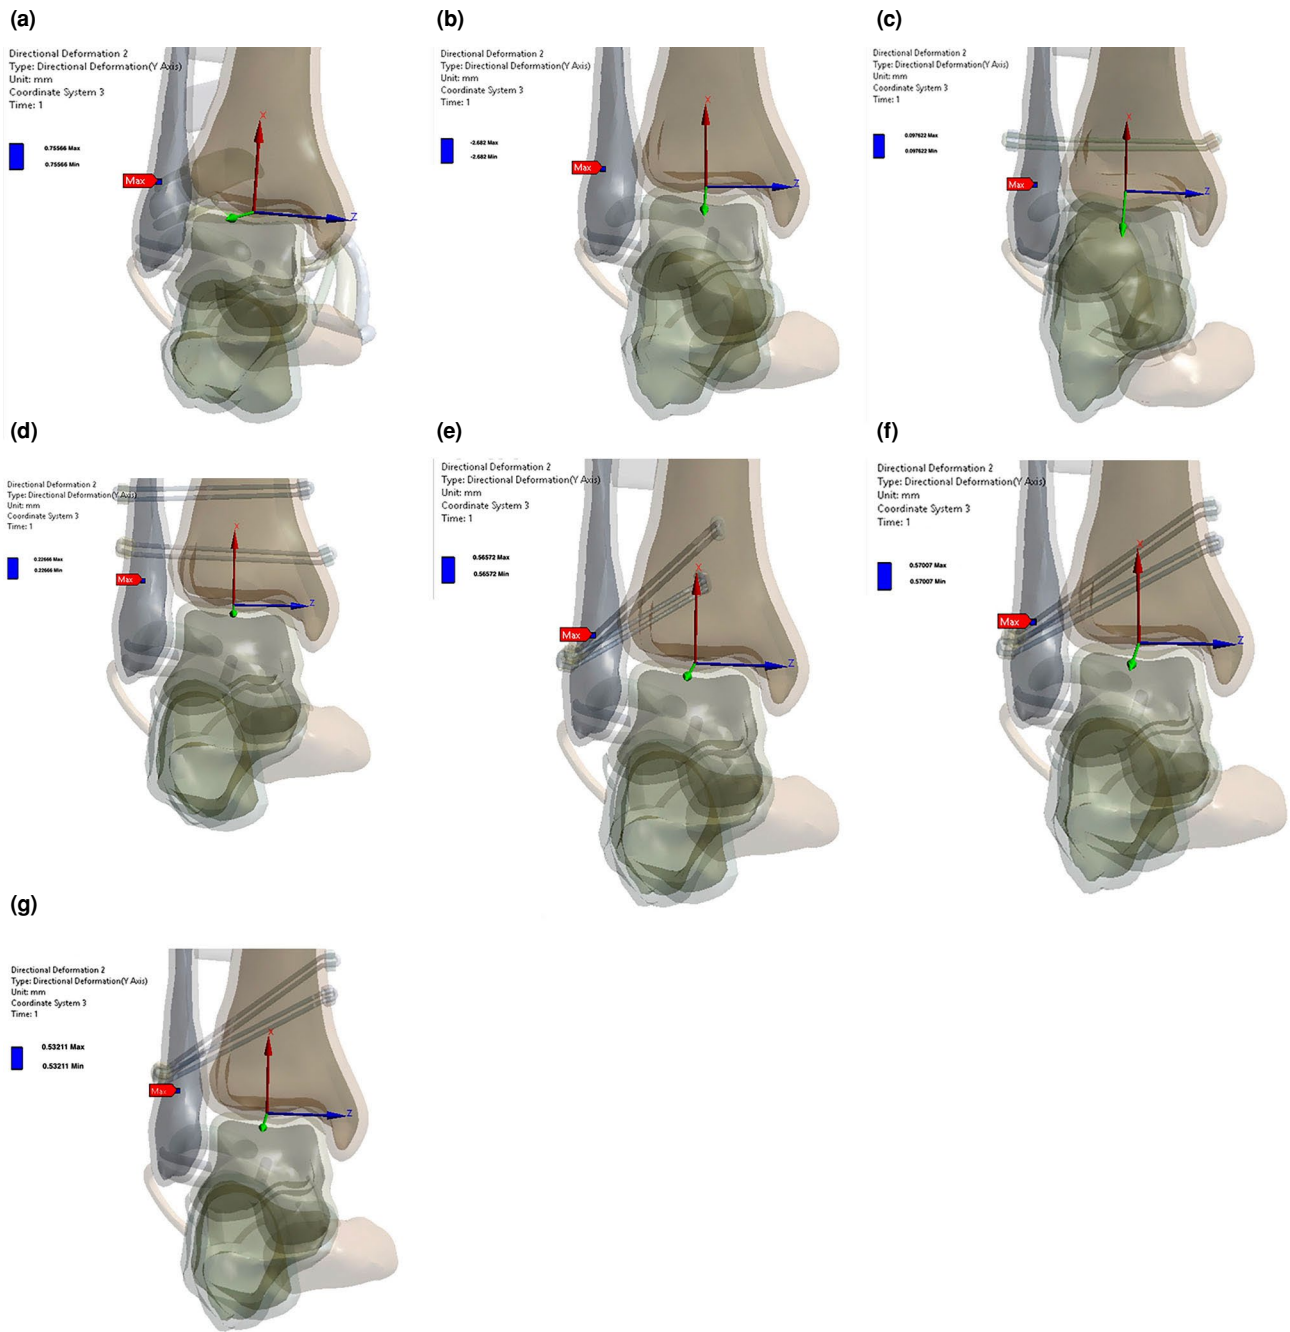 (a)
Directional Deformation 2
Type: Directional Deformation(Y Axis)
Unit: mm
Coordinate System 3
Time: 1
0.75566 Max
0.75566 Min
Max
X
Z
(b)
Directional Deformation 2
Type: Directional Deformation(Y Axis)
Unit: mm
Coordinate System 3
Time: 1
-2.682 Max
-2.682 Min
Max
X
Z
(c)
Directional Deformation 2
Type: Directional Deformation(Y Axis)
Unit: mm
Coordinate System 3
Time: 1
0.097622 Max
0.097622 Min
Max
X
Z
(d)
Directional Deformation 2
Type: Directional Deformation(Y Axis)
Unit: mm
Coordinate System 3
Time: 1
0.22666 Max
0.22666 Min
Max
X
Z
(e)
Directional Deformation 2
Type: Directional Deformation(Y Axis)
Unit: mm
Coordinate System 3
Time: 1
0.56572 Max
0.56572 Min
Max
X
Z
(f)
Directional Deformation 2
Type: Directional Deformation(Y Axis)
Unit: mm
Coordinate System 3
Time: 1
0.57007 Max
0.57007 Min
Max
X
Z
(g)
Directional Deformation 2
Type: Directional Deformation(Y Axis)
Unit: mm
Coordinate System 3
Time: 1
0.53211 Max
0.53211 Min
Max
X
Z